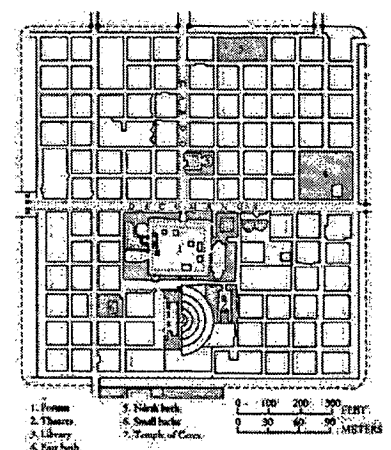 D E C U M A N U S
1. Forum
2. Theatre
3. Library
4. East bath
5. North bath
6. Small baths
7. Temple of Ceres
0 100 200 300 FEET
0 30 60 90 METERS